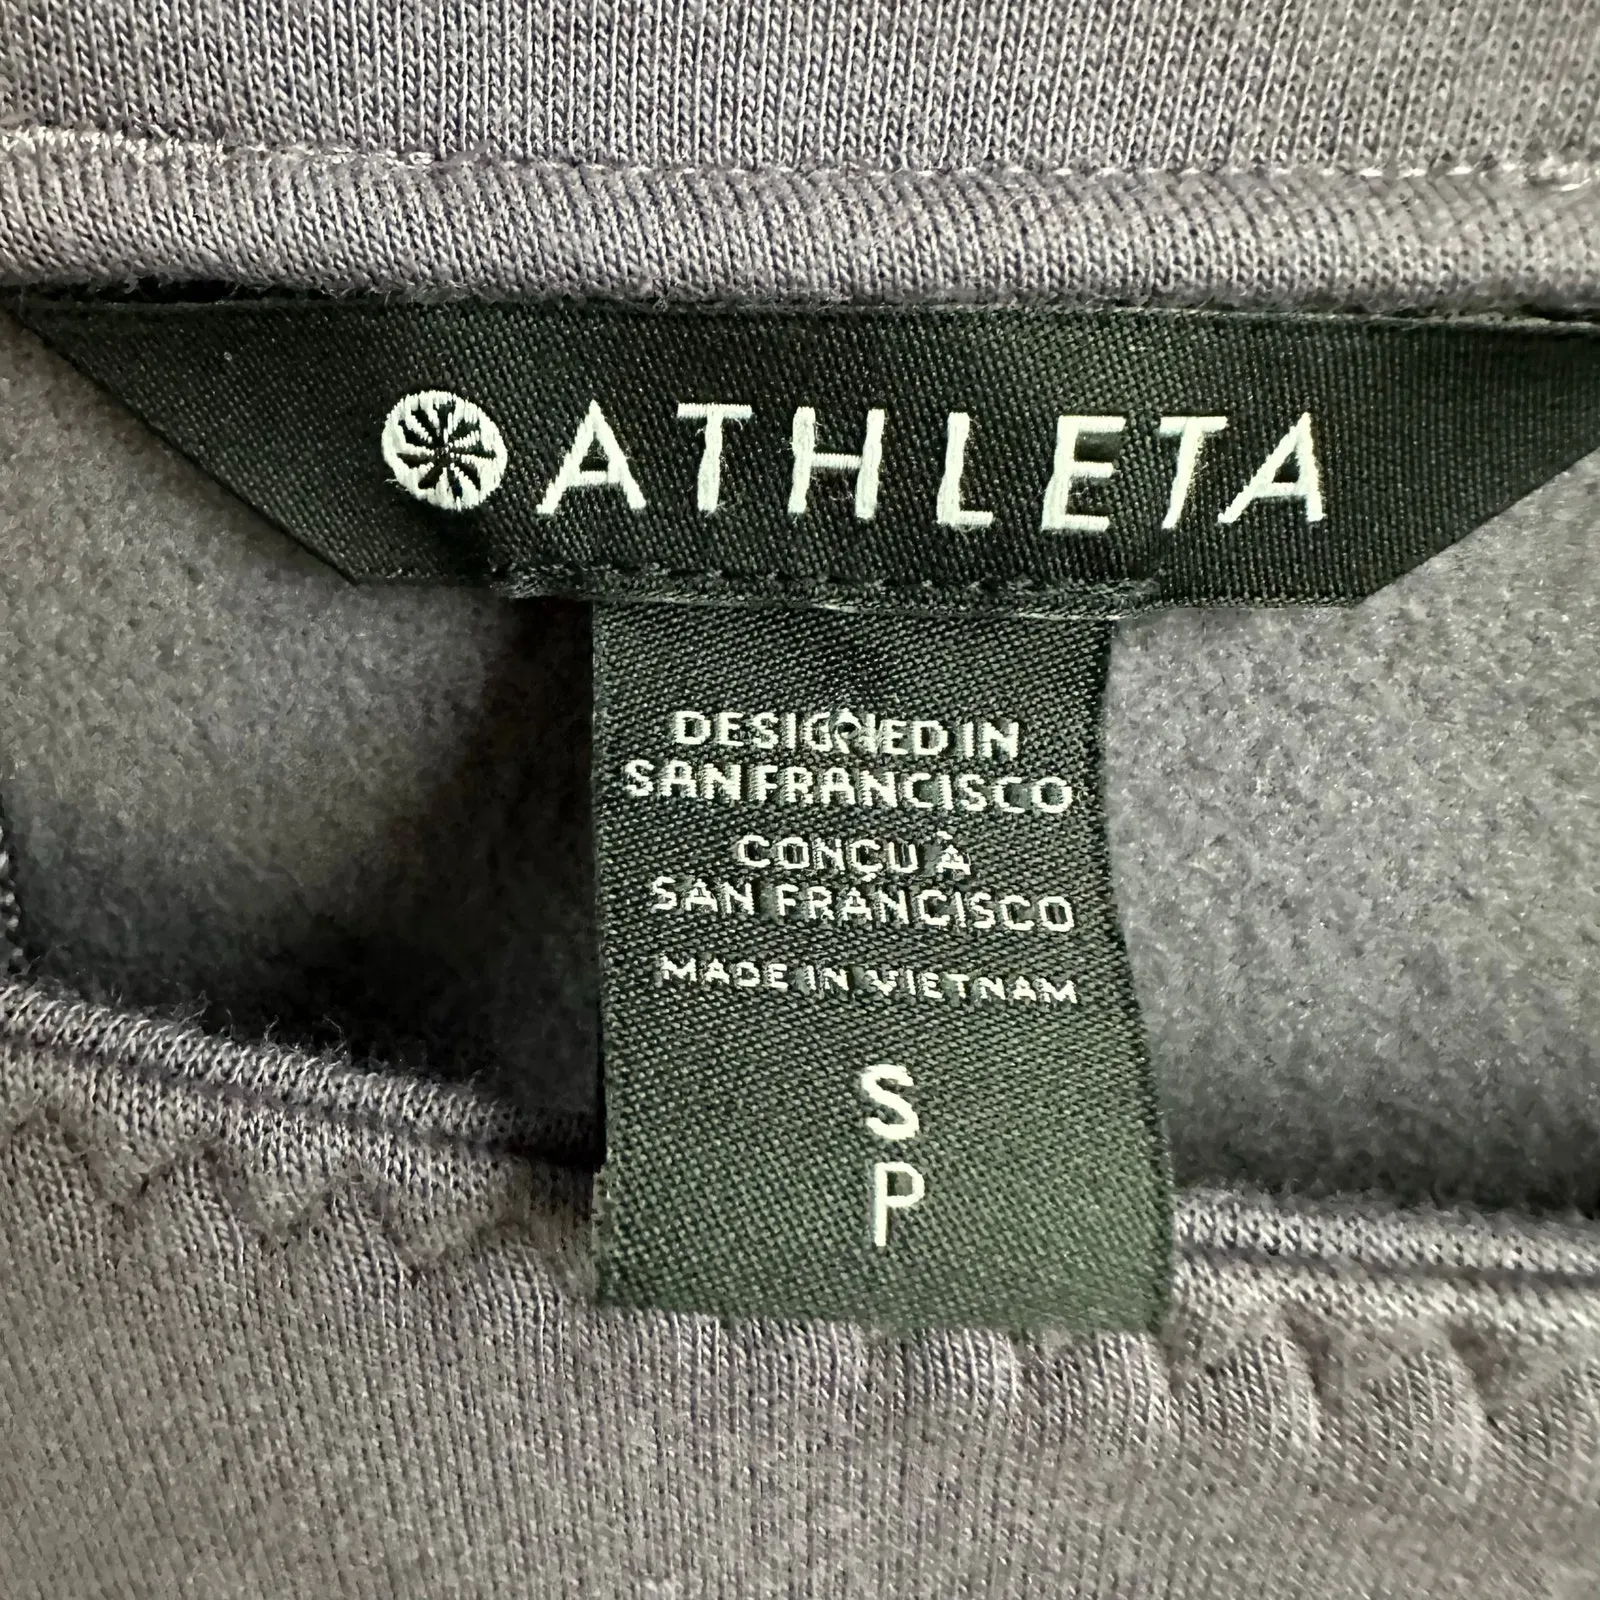 ATHLETA
DESIGNED IN
SAN FRANCISCO
CONÇU À
SAN FRANCISCO
MADE IN VIETNAM
S
P